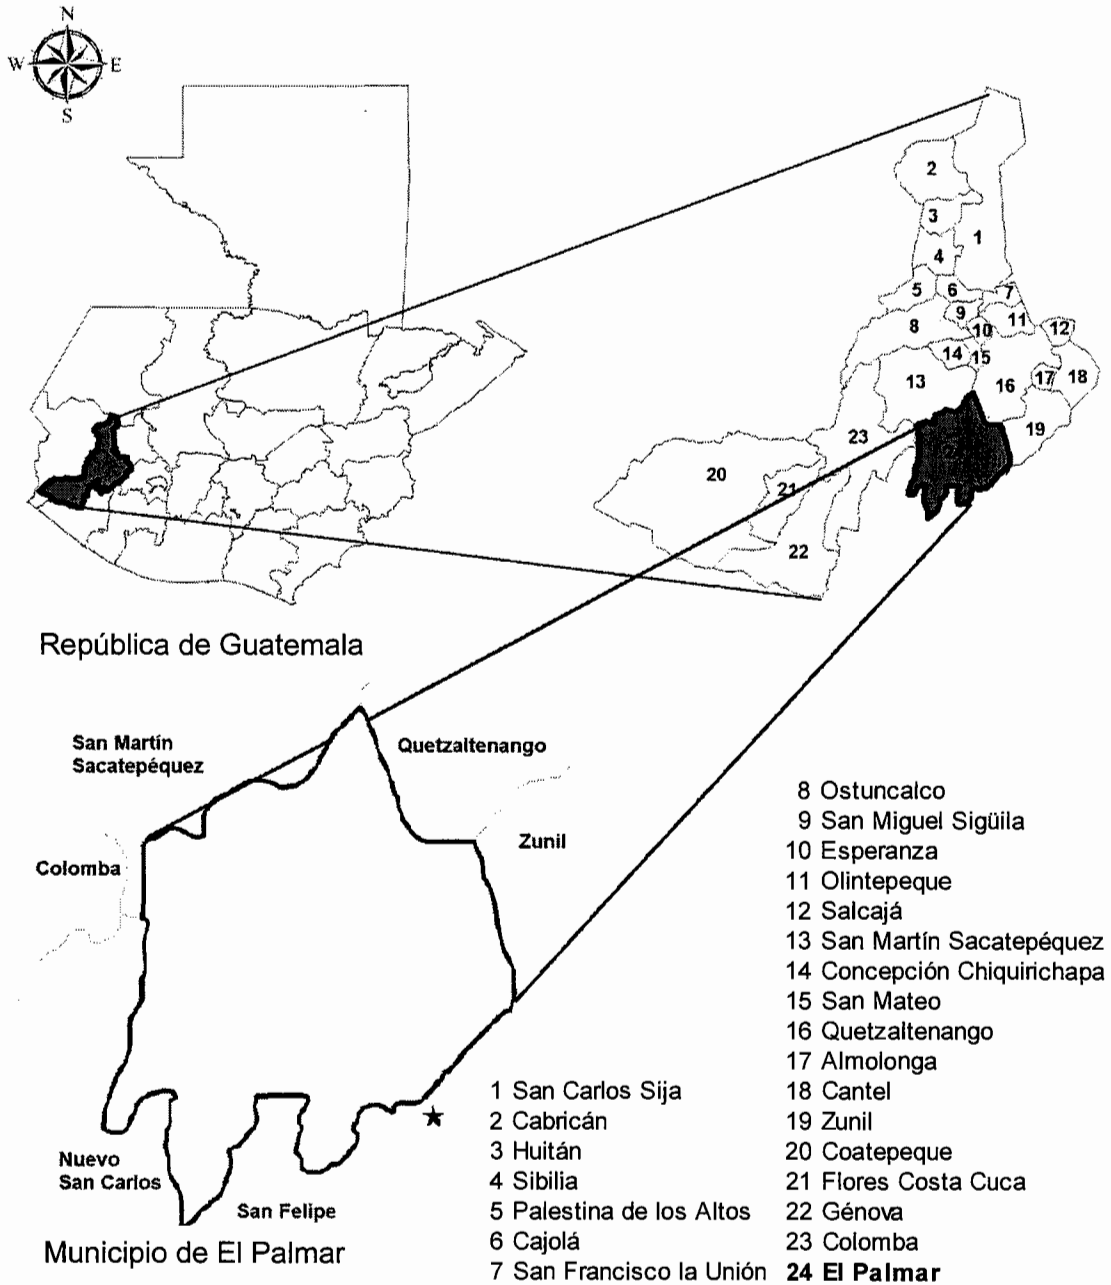 N
W E
S
2
3
1
4
5
6
7
8
9
10
11
12
14
15
13
16
17
18
19
23
20
21
22
República de Guatemala
San Martín
Sacatepéquez
Quetzaltenango
Zunil
Colomba
Nuevo
San Carlos
San Felipe
Municipio de El Palmar
1 San Carlos Sija
2 Cabricán
3 Huitán
4 Sibilia
5 Palestina de los Altos
6 Cajolá
7 San Francisco la Unión
8 Ostuncalco
9 San Miguel Sigüila
10 Esperanza
11 Olintepeque
12 Salcajá
13 San Martín Sacatepéquez
14 Concepción Chiquirichapa
15 San Mateo
16 Quetzaltenango
17 Almolonga
18 Cantel
19 Zunil
20 Coatepeque
21 Flores Costa Cuca
22 Génova
23 Colomba
24 El Palmar